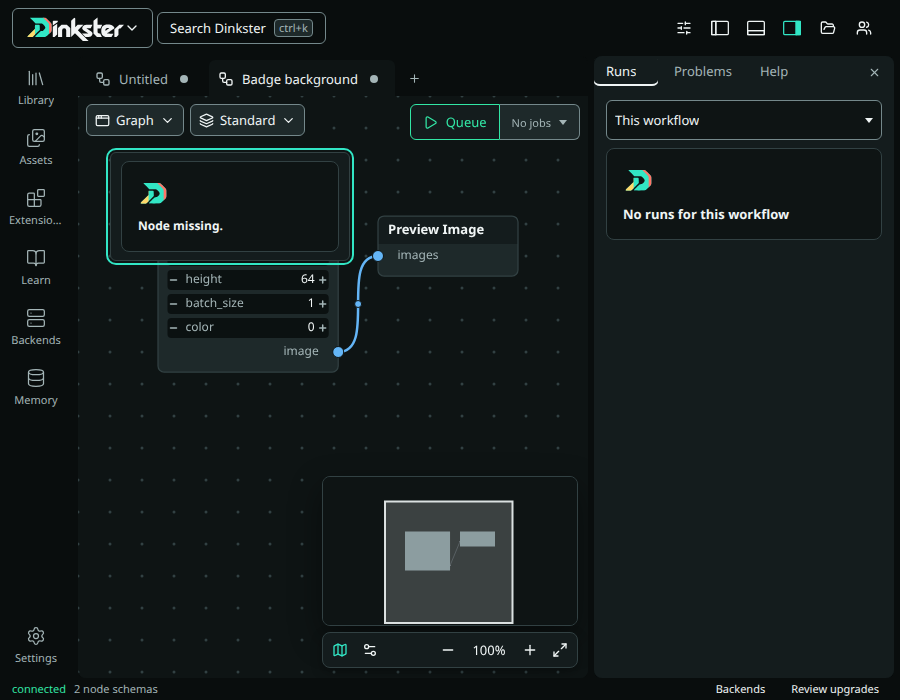 Dinkster
Search Dinkster ctrl+k
Library
Assets
Extensio...
Learn
Backends
Memory
Settings
Untitled
Badge background
Graph
Standard
Queue
No jobs
Node missing.
height 64
batch_size 1
color 0
image
Preview Image
images
100%
Runs Problems Help
This workflow
No runs for this workflow
connected 2 node schemas
Backends Review upgrades